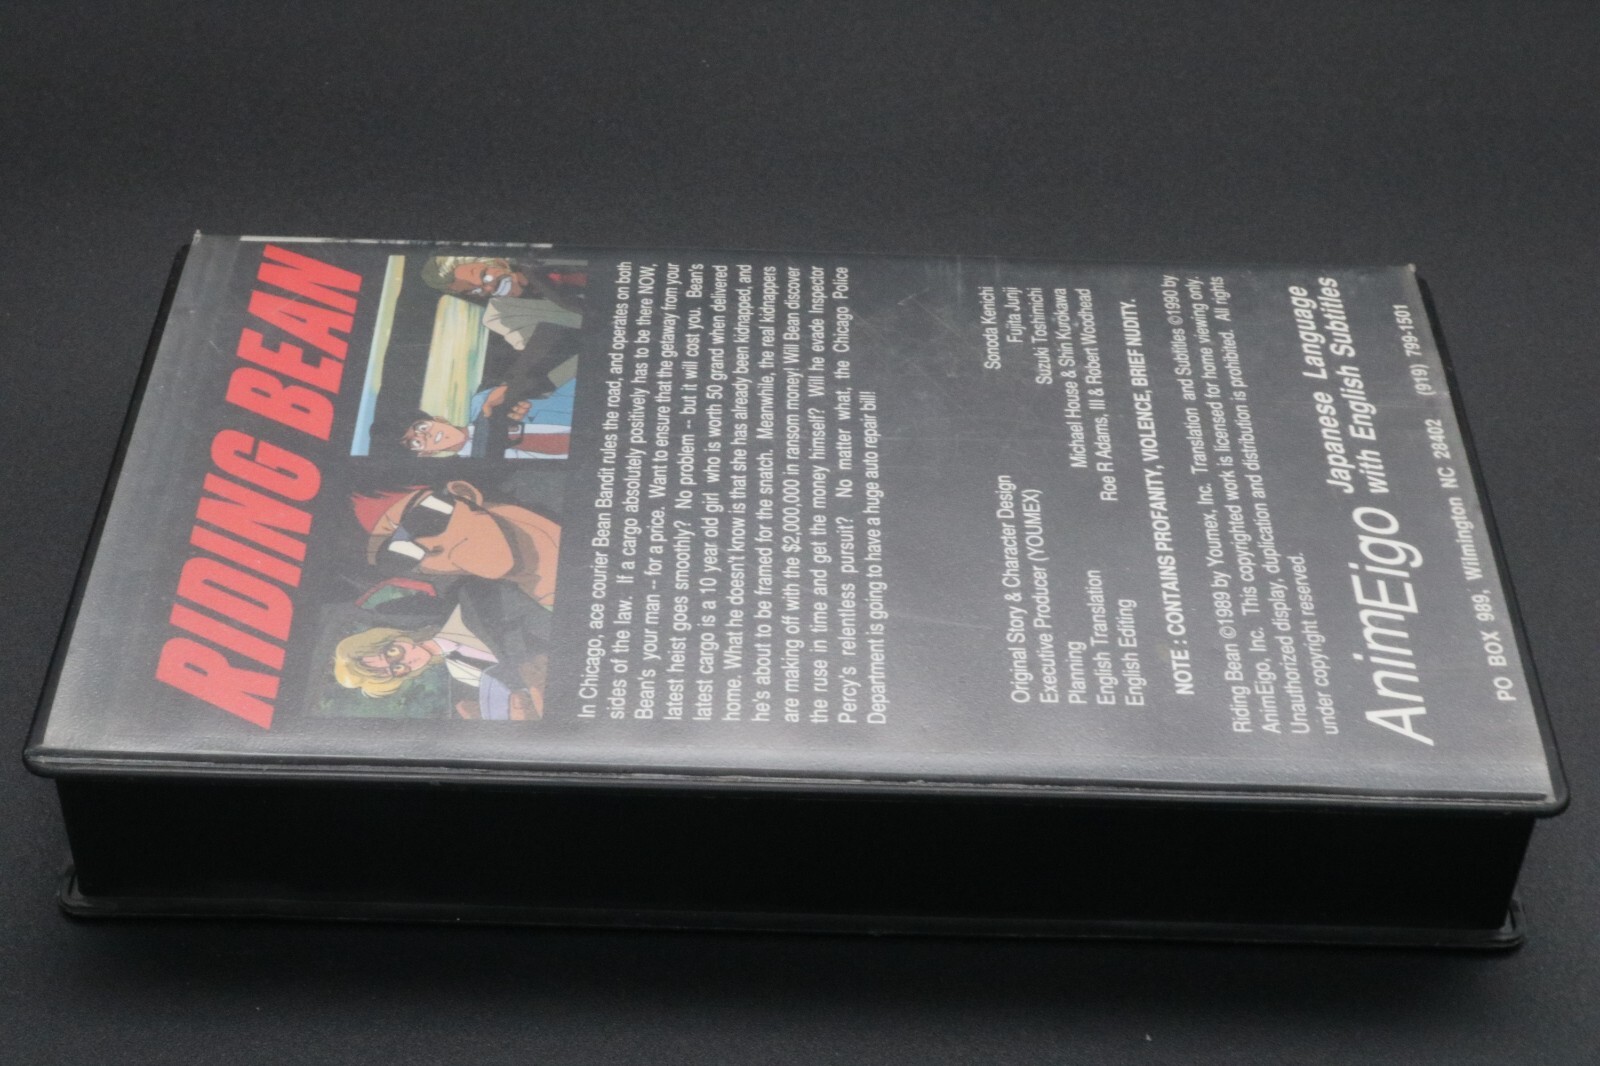 RIDING BEAN
In Chicago, ace courier Bean Bandit rules the road, and operates on both
sides of the law. If a cargo absolutely positively has to be there NOW,
Bean's your man -- for a price. Want to ensure that the getaway from your
latest heist goes smoothly? No problem -- but it will cost you. Bean's
latest cargo is a 10 year old girl who is worth 50 grand when delivered
home. What he doesn't know is that she has already been kidnapped, and
he's about to be framed for the snatch. Meanwhile, the real kidnappers
are making off with the $2,000,000 in ransom money! Will Bean discover
the ruse in time and get the money himself? Will he evade Inspector
Percy's relentless pursuit? No matter what, the Chicago Police
Department is going to have a huge auto repair bill!
Original Story & Character Design Sonoda Kenichi
Executive Producer (YOUMEX) Fujita Junji
Planning Suzuki Toshimichi
English Translation Michael House & Shin Kurokawa
English Editing Roe R Adams, III & Robert Woodhead
NOTE : CONTAINS PROFANITY, VIOLENCE, BRIEF NUDITY.
Riding Bean ©1989 by Youmex, Inc. Translation and Subtitles ©1990 by
AnimEigo, Inc. This copyrighted work is licensed for home viewing only.
Unauthorized display, duplication and distribution is prohibited. All rights
under copyright reserved.
AnimEigo Japanese Language
with English Subtitles
PO BOX 989, Wilmington NC 28402 (919) 799-1501